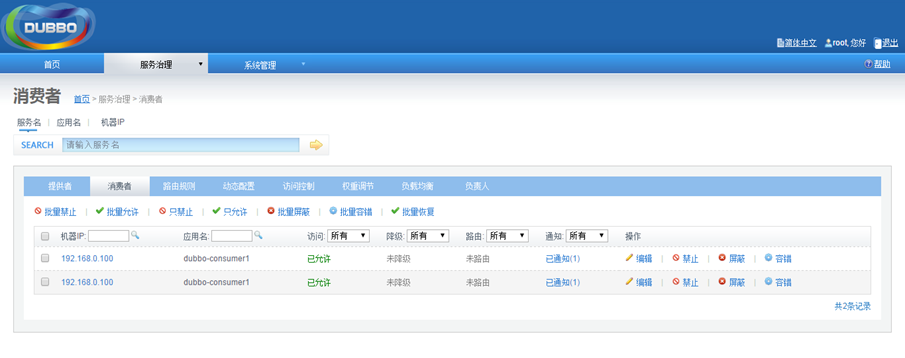 DUBBO
简体中文 root, 您好 退出
首页 服务治理 系统管理 帮助
消费者 首页 > 服务治理 > 消费者
服务名 | 应用名 | 机器IP
SEARCH 请输入服务名
提供者 消费者 路由规则 动态配置 访问控制 权重调节 负载均衡 负责人
批量禁止 | 批量允许 | 只禁止 | 只允许 | 批量屏蔽 | 批量容错 | 批量恢复
机器IP: 应用名: 访问: 所有 降级: 所有 路由: 所有 通知: 所有 操作
192.168.0.100 dubbo-consumer1 已允许 未降级 未路由 已通知(1) 编辑 | 禁止 | 屏蔽 | 容错
192.168.0.100 dubbo-consumer1 已允许 未降级 未路由 已通知(1) 编辑 | 禁止 | 屏蔽 | 容错
共2条记录